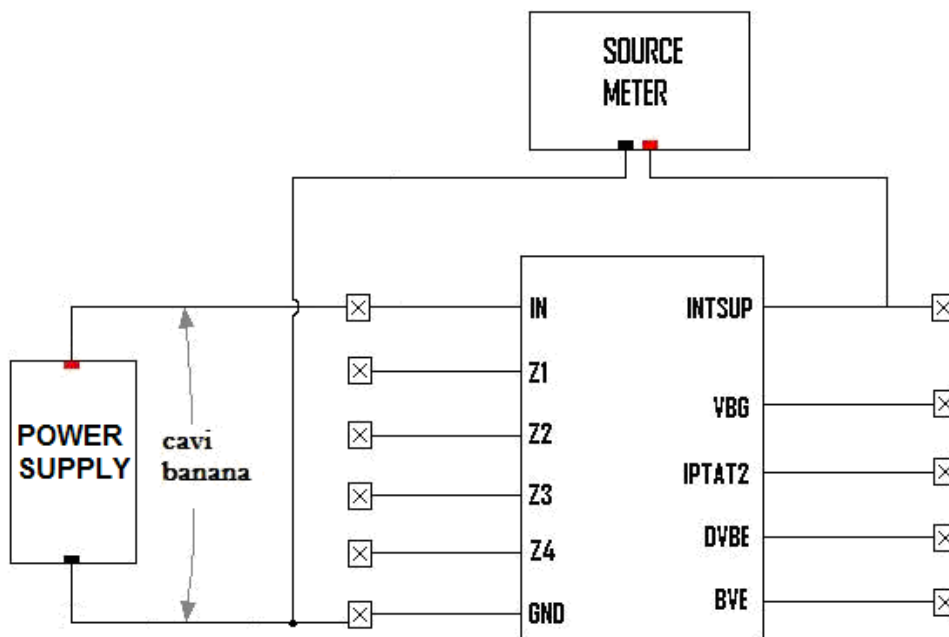 SOURCE
METER
IN
INTSUP
Z1
VBG
POWER
SUPPLY
cavi
banana
Z2
IPTAT2
Z3
DVBE
Z4
BVE
GND